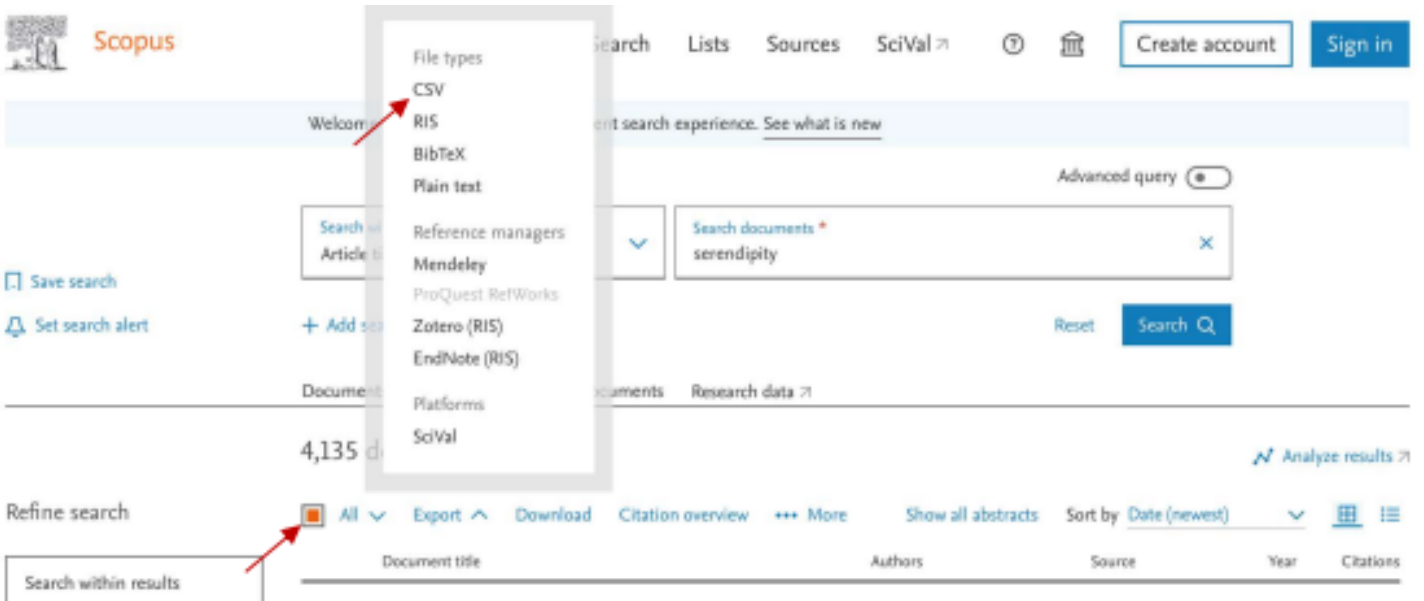 Scopus
earch
Lists
Sources
SciVal
Create account
Sign in
File types
CSV
RIS
BibTeX
Plain text
Reference managers
Mendeley
ProQuest RefWorks
Zotero (RIS)
EndNote (RIS)
Platforms
SciVal
Welcom
nt search experience. See what is new
Advanced query
Search
Article
Search documents *
serendipity
Save search
Set search alert
+ Add
Reset
Search
Documen
cuments
Research data
4,135 d
Analyze results
Refine search
All
Export
Download
Citation overview
••• More
Show all abstracts
Sort by Date (newest)
Document title
Authors
Source
Year
Citations
Search within results